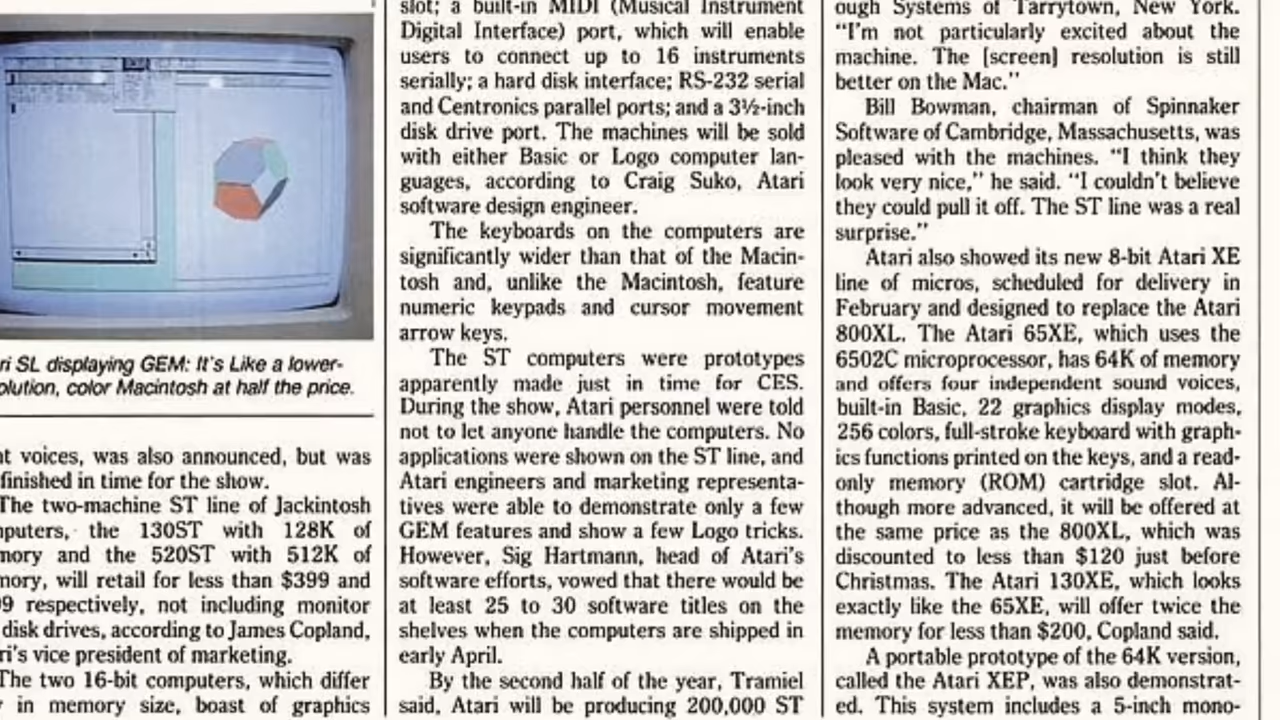 ri SL displaying GEM: It's Like a lower-
olution, color Macintosh at half the price.
nt voices, was also announced, but was
finished in time for the show.
The two-machine ST line of Jackintosh
nputers, the 130ST with 128K of
mory and the 520ST with 512K of
mory, will retail for less than $399 and
99 respectively, not including monitor
disk drives, according to James Copland,
ri's vice president of marketing.
The two 16-bit computers, which differ
y in memory size, boast of graphics
slot; a built-in MIDI (Musical Instrument
Digital Interface) port, which will enable
users to connect up to 16 instruments
serially; a hard disk interface; RS-232 serial
and Centronics parallel ports; and a 3½-inch
disk drive port. The machines will be sold
with either Basic or Logo computer lan-
guages, according to Craig Suko, Atari
software design engineer.
The keyboards on the computers are
significantly wider than that of the Macin-
tosh and, unlike the Macintosh, feature
numeric keypads and cursor movement
arrow keys.
The ST computers were prototypes
apparently made just in time for CES.
During the show, Atari personnel were told
not to let anyone handle the computers. No
applications were shown on the ST line, and
Atari engineers and marketing representa-
tives were able to demonstrate only a few
GEM features and show a few Logo tricks.
However, Sig Hartmann, head of Atari's
software efforts, vowed that there would be
at least 25 to 30 software titles on the
shelves when the computers are shipped in
early April.
By the second half of the year, Tramiel
said, Atari will be producing 200,000 ST
ough Systems of Tarrytown, New York.
"I'm not particularly excited about the
machine. The [screen] resolution is still
better on the Mac."
Bill Bowman, chairman of Spinnaker
Software of Cambridge, Massachusetts, was
pleased with the machines. "I think they
look very nice," he said. "I couldn't believe
they could pull it off. The ST line was a real
surprise."
Atari also showed its new 8-bit Atari XE
line of micros, scheduled for delivery in
February and designed to replace the Atari
800XL. The Atari 65XE, which uses the
6502C microprocessor, has 64K of memory
and offers four independent sound voices,
built-in Basic, 22 graphics display modes,
256 colors, full-stroke keyboard with graph-
ics functions printed on the keys, and a read-
only memory (ROM) cartridge slot. Al-
though more advanced, it will be offered at
the same price as the 800XL, which was
discounted to less than $120 just before
Christmas. The Atari 130XE, which looks
exactly like the 65XE, will offer twice the
memory for less than $200, Copland said.
A portable prototype of the 64K version,
called the Atari XEP, was also demonstrat-
ed. This system includes a 5-inch mono-